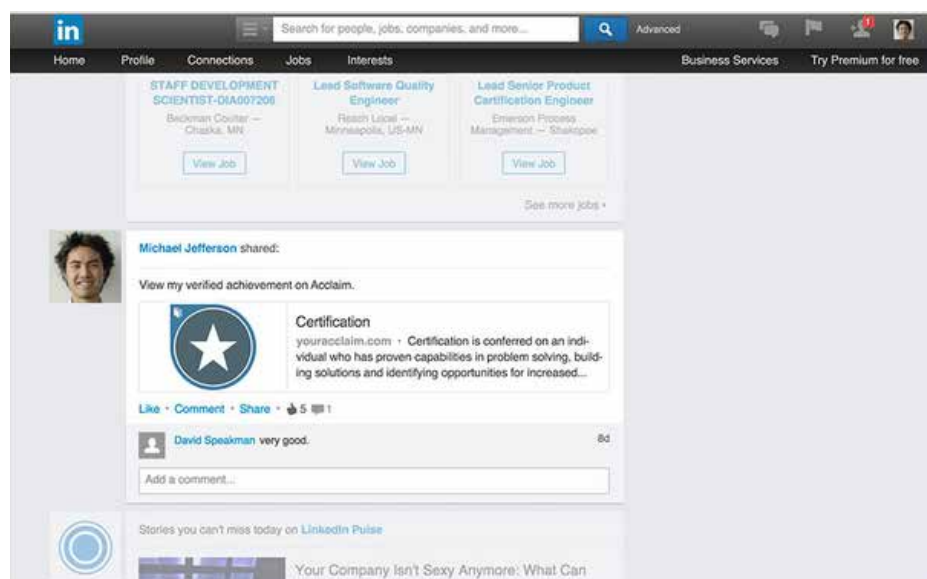 in
Search for people, jobs, companies, and more...
Advanced
1
Home Profile Connections Jobs Interests Business Services Try Premium for free
STAFF DEVELOPMENT
SCIENTIST-DIA007206
Beckman Coulter –
Chaska, MN
View Job
Lead Software Quality
Engineer
Reach Local –
Minneapolis, US-MN
View Job
Lead Senior Product
Certification Engineer
Emerson Process
Management – Shakopee
View Job
See more jobs
Michael Jefferson shared:
View my verified achievement on Acclaim.
Certification
youracclaim.com · Certification is conferred on an indi-
vidual who has proven capabilities in problem solving, build-
ing solutions and identifying opportunities for increased...
Like · Comment · Share · 5 1
David Speakman very good. 8d
Add a comment...
Stories you can't miss today on LinkedIn Pulse
Your Company Isn't Sexy Anymore: What Can